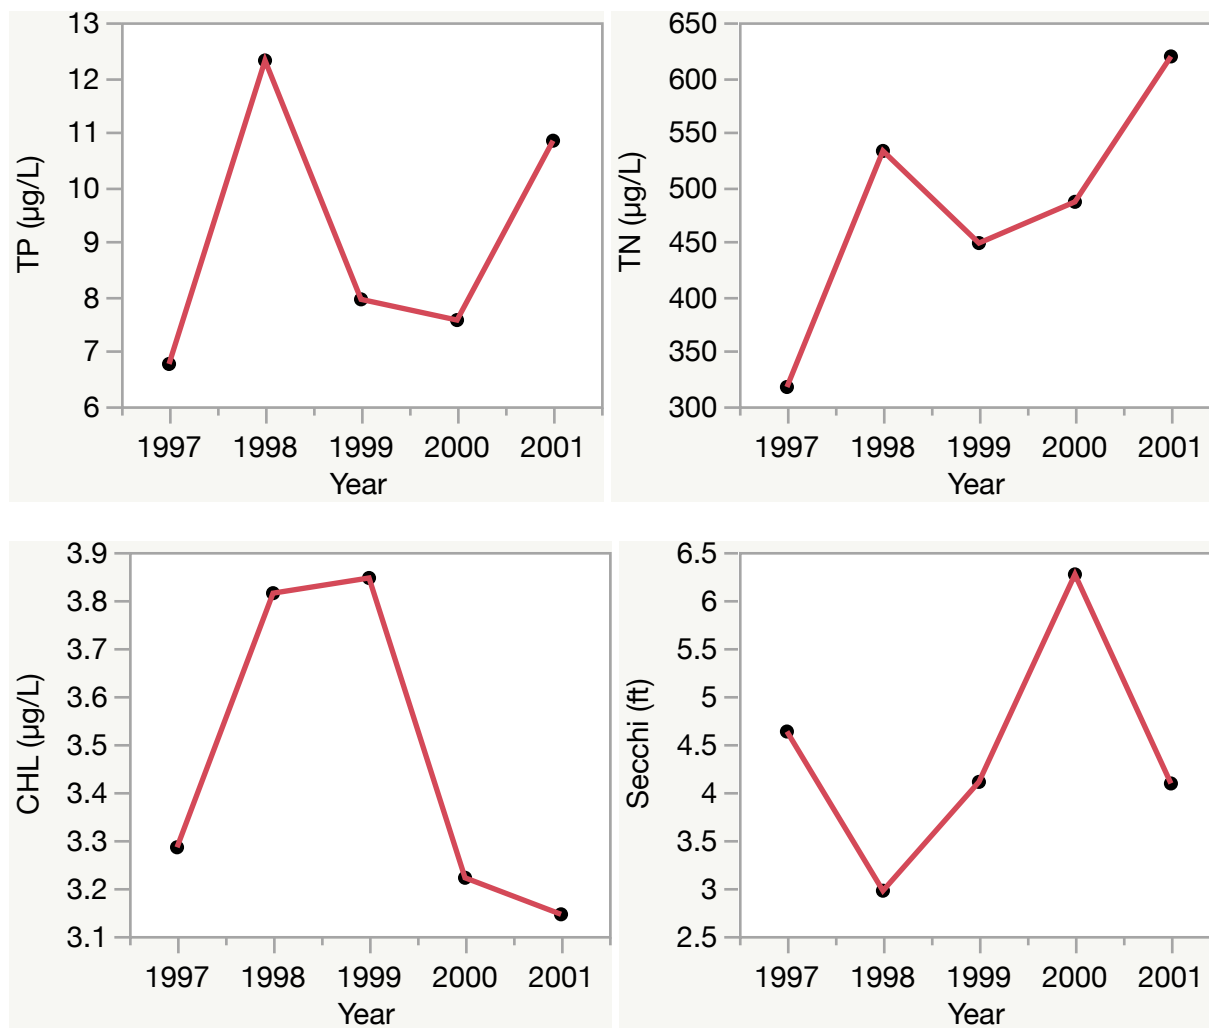 TP (µg/L)
13
12
11
10
9
8
7
6
1997 1998 1999 2000 2001
Year
TN (µg/L)
650
600
550
500
450
400
350
300
1997 1998 1999 2000 2001
Year
CHL (µg/L)
3.9
3.8
3.7
3.6
3.5
3.4
3.3
3.2
3.1
1997 1998 1999 2000 2001
Year
Secchi (ft)
6.5
6
5.5
5
4.5
4
3.5
3
2.5
1997 1998 1999 2000 2001
Year